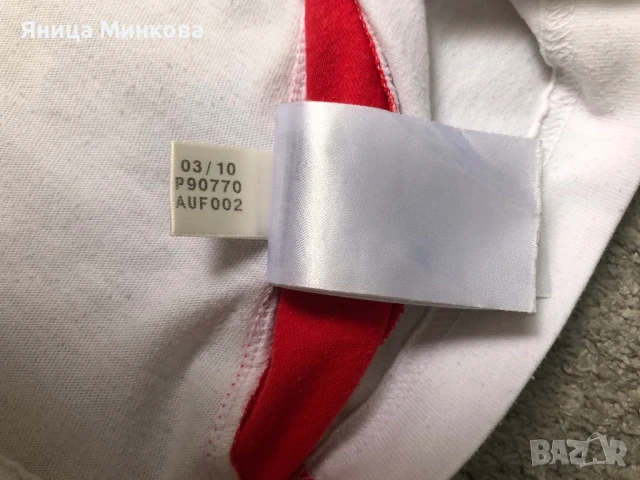 Яница Минкова
03/10
P90770
AUF002
BAZAR